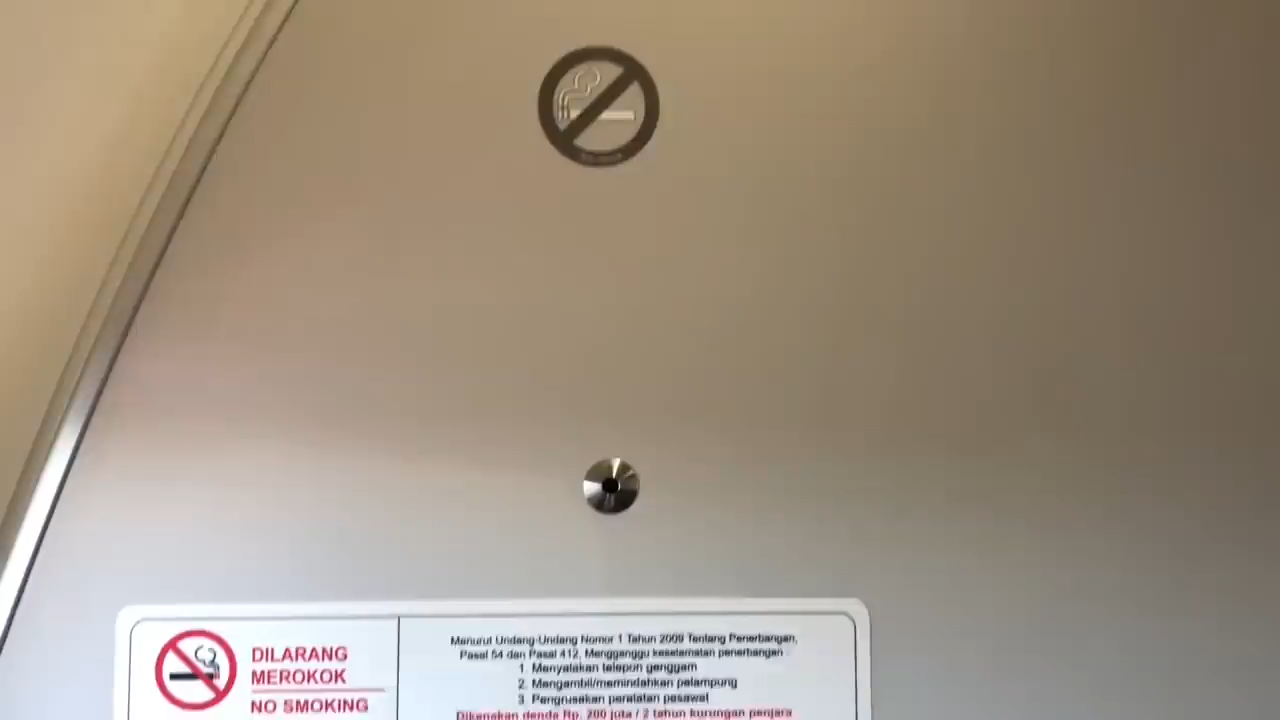 DILARANG
MEROKOK
NO SMOKING
Menurut Undang-Undang Nomor 1 Tahun 2009 Tentang Penerbangan,
Pasal 54 dan Pasal 412, Mengganggu keselamatan penerbangan
1. Menyalakan telepon genggam
2. Mengambil/memindahkan pelampung
3. Pengrusakan peralatan pesawat
Dikenakan denda Rp. 200 juta / 2 tahun kurungan penjara